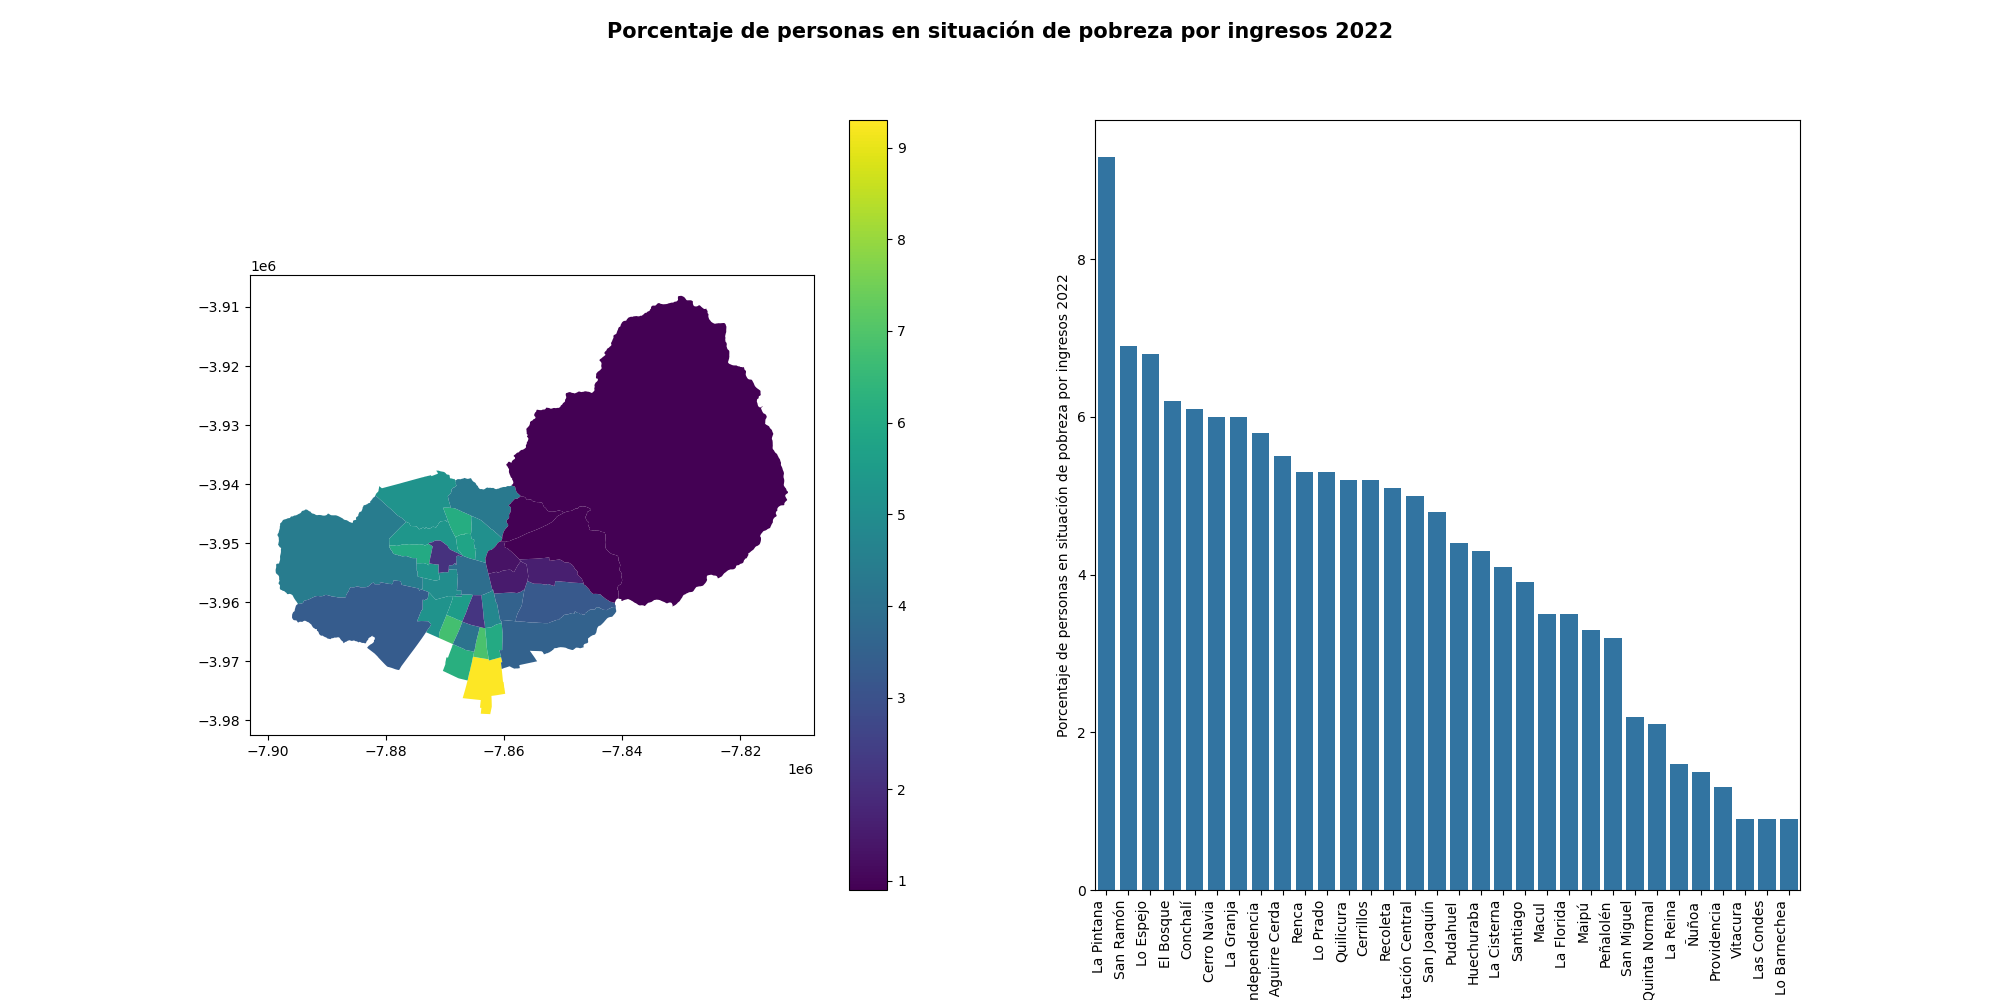 Porcentaje de personas en situación de pobreza por ingresos 2022
1e6
−3.91
−3.92
−3.93
−3.94
−3.95
−3.96
−3.97
−3.98
−7.90
−7.88
−7.86
−7.84
−7.82
1e6
9
8
7
6
5
4
3
2
1
Porcentaje de personas en situación de pobreza por ingresos 2022
8
6
4
2
0
La Pintana
San Ramón
Lo Espejo
El Bosque
Conchalí
Cerro Navia
La Granja
ndependencia
Aguirre Cerda
Renca
Lo Prado
Quilicura
Cerrillos
Recoleta
tación Central
San Joaquín
Pudahuel
Huechuraba
La Cisterna
Santiago
Macul
La Florida
Maipú
Peñalolén
San Miguel
Quinta Normal
La Reina
Ñuñoa
Providencia
Vitacura
Las Condes
Lo Barnechea